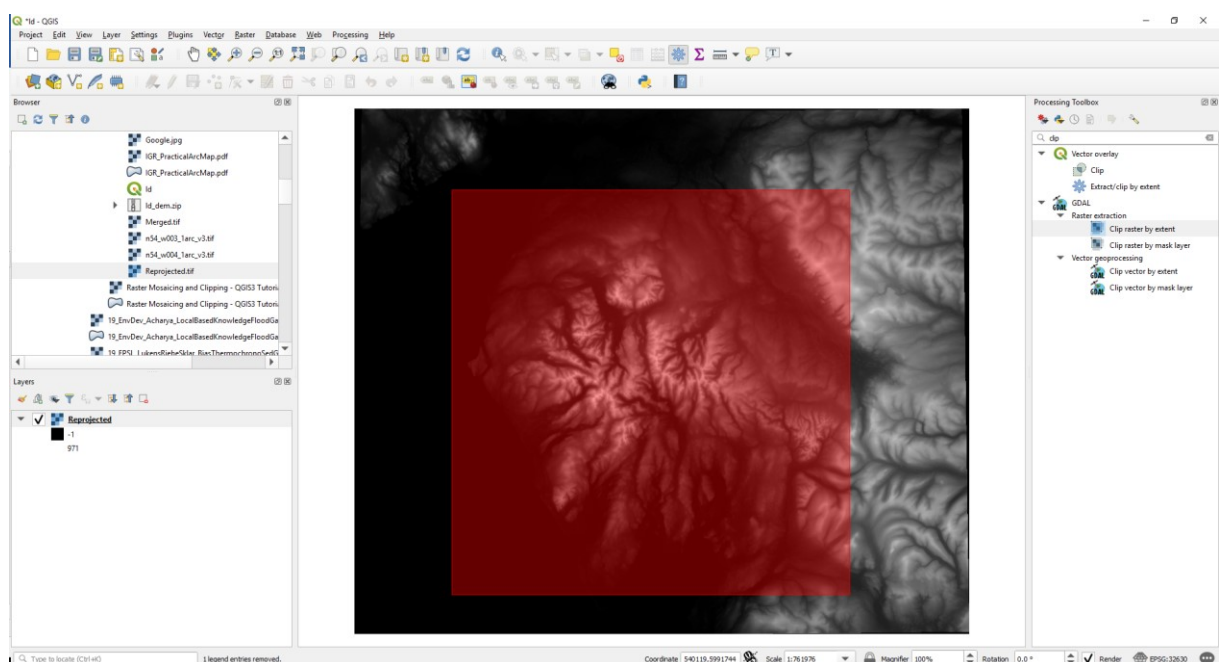 *ld - QGIS
Project Edit View Layer Settings Plugins Vector Raster Database Web Processing Help
Browser
Google.jpg
IGR_PracticalArcMap.pdf
IGR_PracticalArcMap.pdf
ld
ld_dem.zip
Merged.tif
n54_w003_1arc_v3.tif
n54_w004_1arc_v3.tif
Reprojected.tif
Raster Mosaicing and Clipping - QGIS3 Tutori
Raster Mosaicing and Clipping - QGIS3 Tutori
19_EnvDev_Acharya_LocalBasedKnowledgeFloodGa
19_EnvDev_Acharya_LocalBasedKnowledgeFloodGa
19_EPSL_LukensRiebeSklar_BiasThermochronoSedG
Layers
Reprojected
-1
971
Processing Toolbox
clip
Vector overlay
Clip
Extract/clip by extent
GDAL
Raster extraction
Clip raster by extent
Clip raster by mask layer
Vector geoprocessing
Clip vector by extent
Clip vector by mask layer
Type to locate (Ctrl+K) 1 legend entries removed. Coordinate 540119,5991744 Scale 1:761976 Magnifier 100% Rotation 0.0 ° Render EPSG:32630